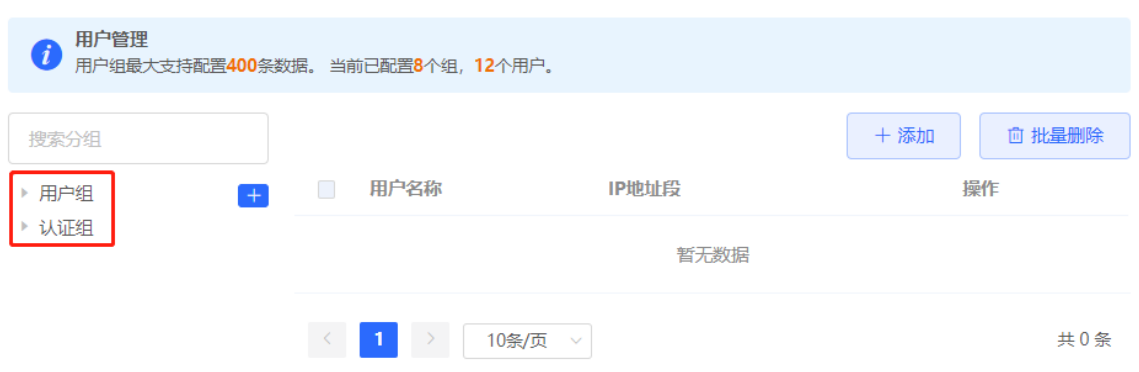 用户管理
用户组最大支持配置400条数据。 当前已配置8个组，12个用户。
搜索分组
添加
批量删除
用户组
认证组
用户名称 IP地址段 操作
暂无数据
1
10条/页
共 0 条